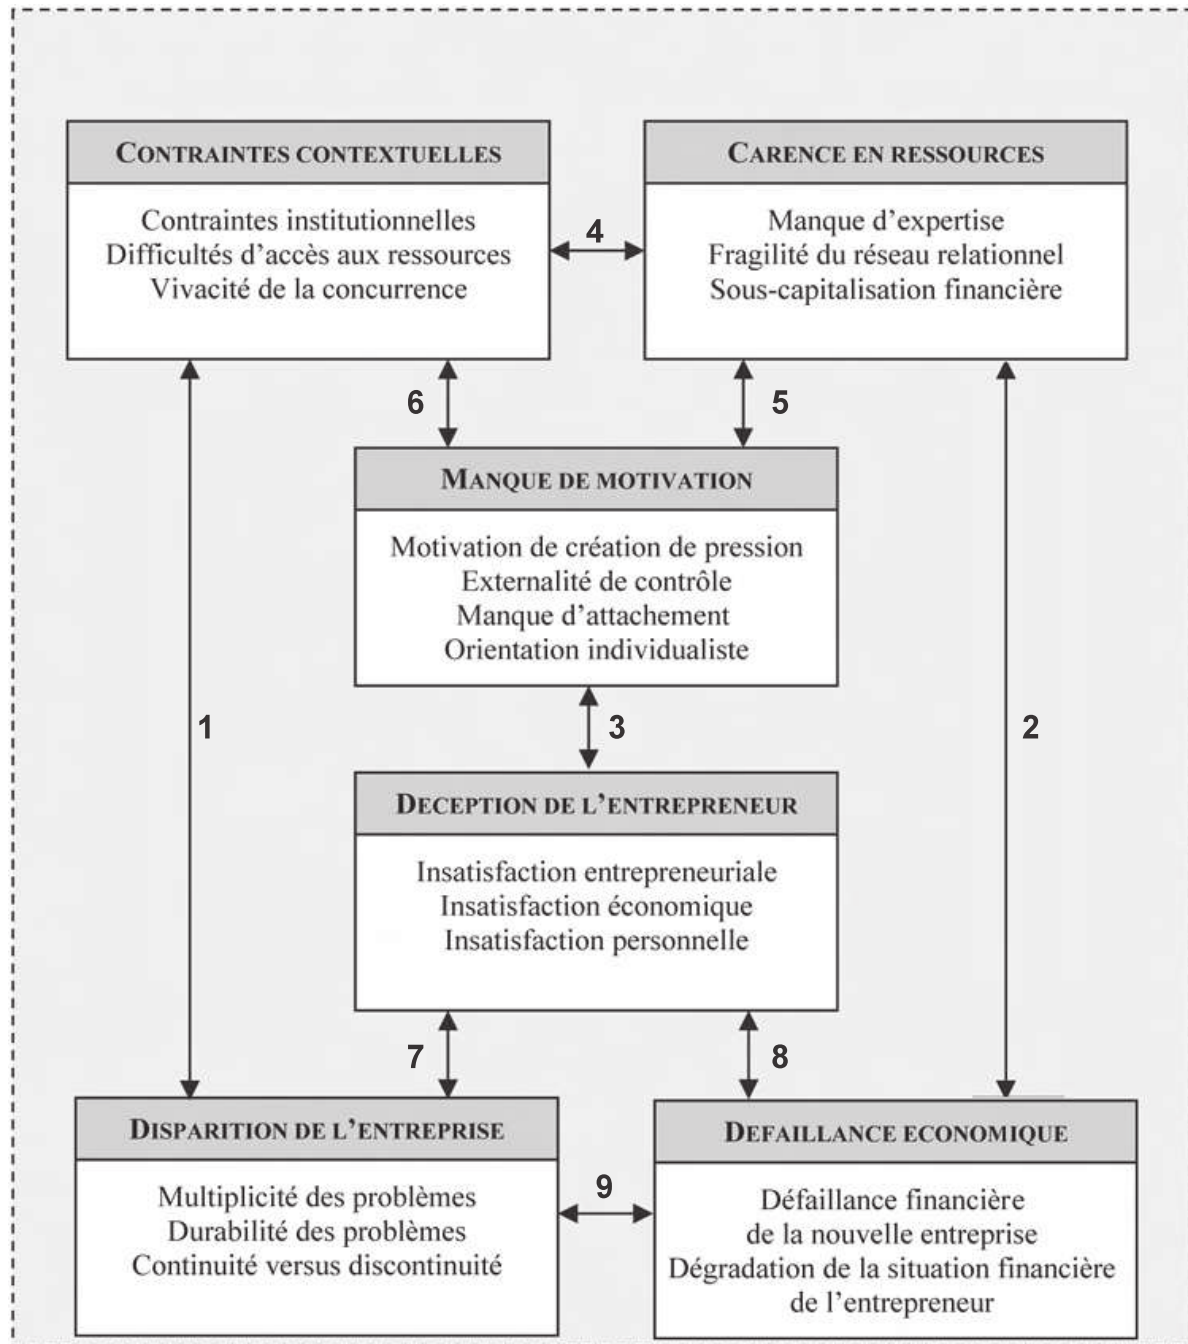 CONTRAINTES CONTEXTUELLES
Contraintes institutionnelles
Difficultés d'accès aux ressources
Vivacité de la concurrence
4
CARENCE EN RESSOURCES
Manque d'expertise
Fragilité du réseau relationnel
Sous-capitalisation financière
6
5
MANQUE DE MOTIVATION
Motivation de création de pression
Externalité de contrôle
Manque d'attachement
Orientation individualiste
1
3
2
DECEPTION DE L'ENTREPRENEUR
Insatisfaction entrepreneuriale
Insatisfaction économique
Insatisfaction personnelle
7
8
DISPARITION DE L'ENTREPRISE
Multiplicité des problèmes
Durabilité des problèmes
Continuité versus discontinuité
9
DEFAILLANCE ECONOMIQUE
Défaillance financière
de la nouvelle entreprise
Dégradation de la situation financière
de l'entrepreneur